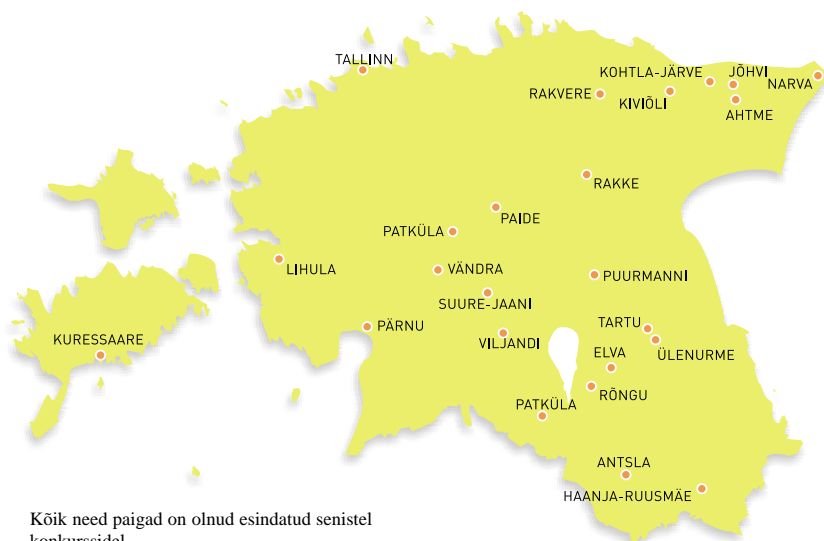 TALLINN
KOHTLA-JÄRVE
JÕHVI
NARVA
RAKVERE
KIVIÕLI
AHTME
RAKKE
PAIDE
PATKÜLA
LIHULA
VÄNDRA
PUURMANNI
SUURE-JAANI
PÄRNU
TARTU
KURESSAARE
VILJANDI
ELVA
ÜLENURME
RÕNGU
PATKÜLA
ANTSLA
HAANJA-RUUSMÄE
Kõik need paigad on olnud esindatud senistel
konkurssidel